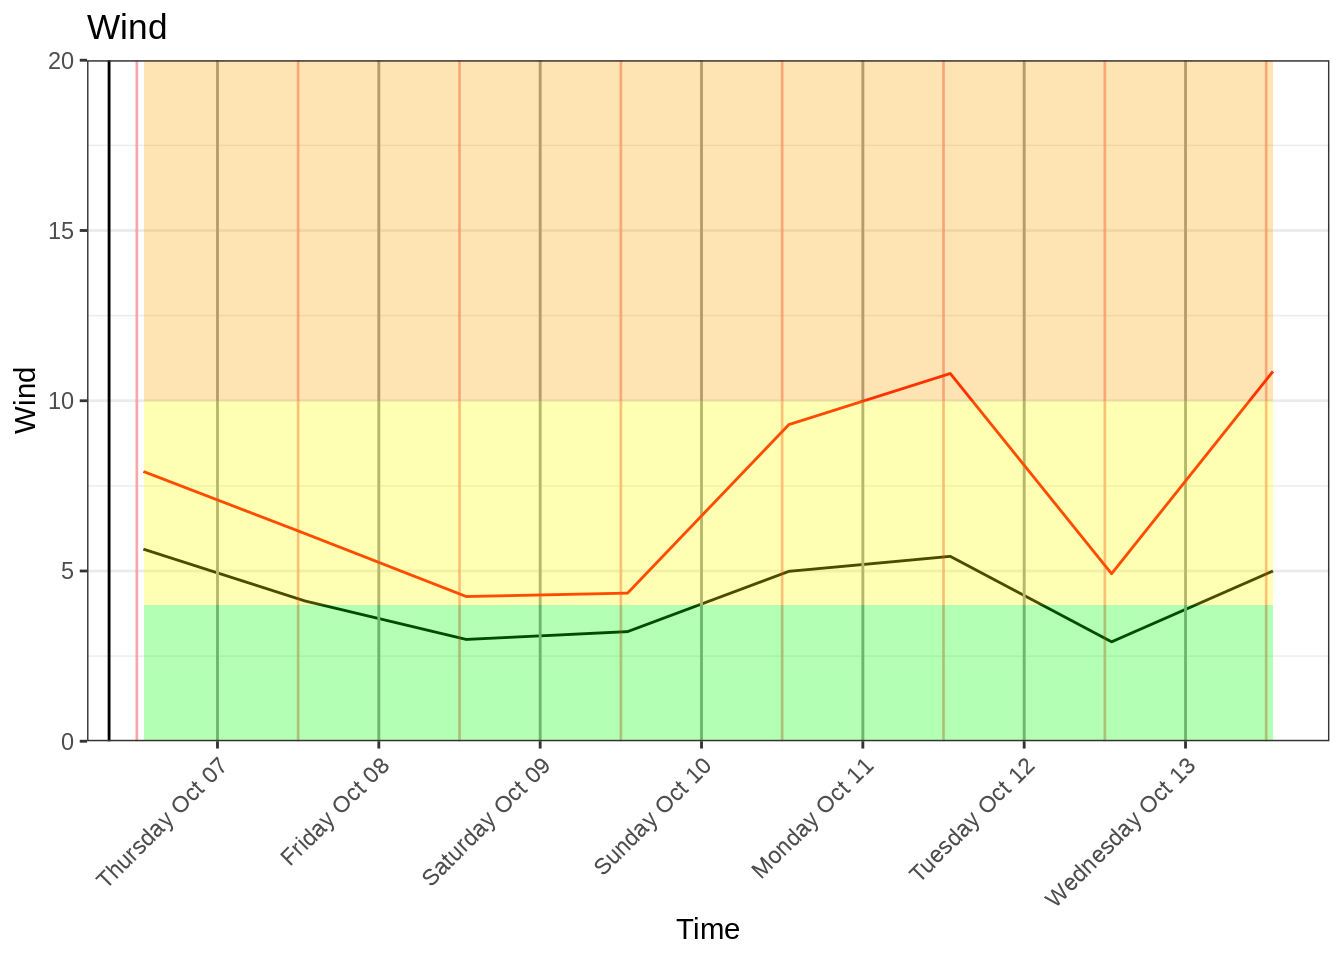 Wind
20
15
10
5
0
Wind
Thursday Oct 07
Friday Oct 08
Saturday Oct 09
Sunday Oct 10
Monday Oct 11
Tuesday Oct 12
Wednesday Oct 13
Time